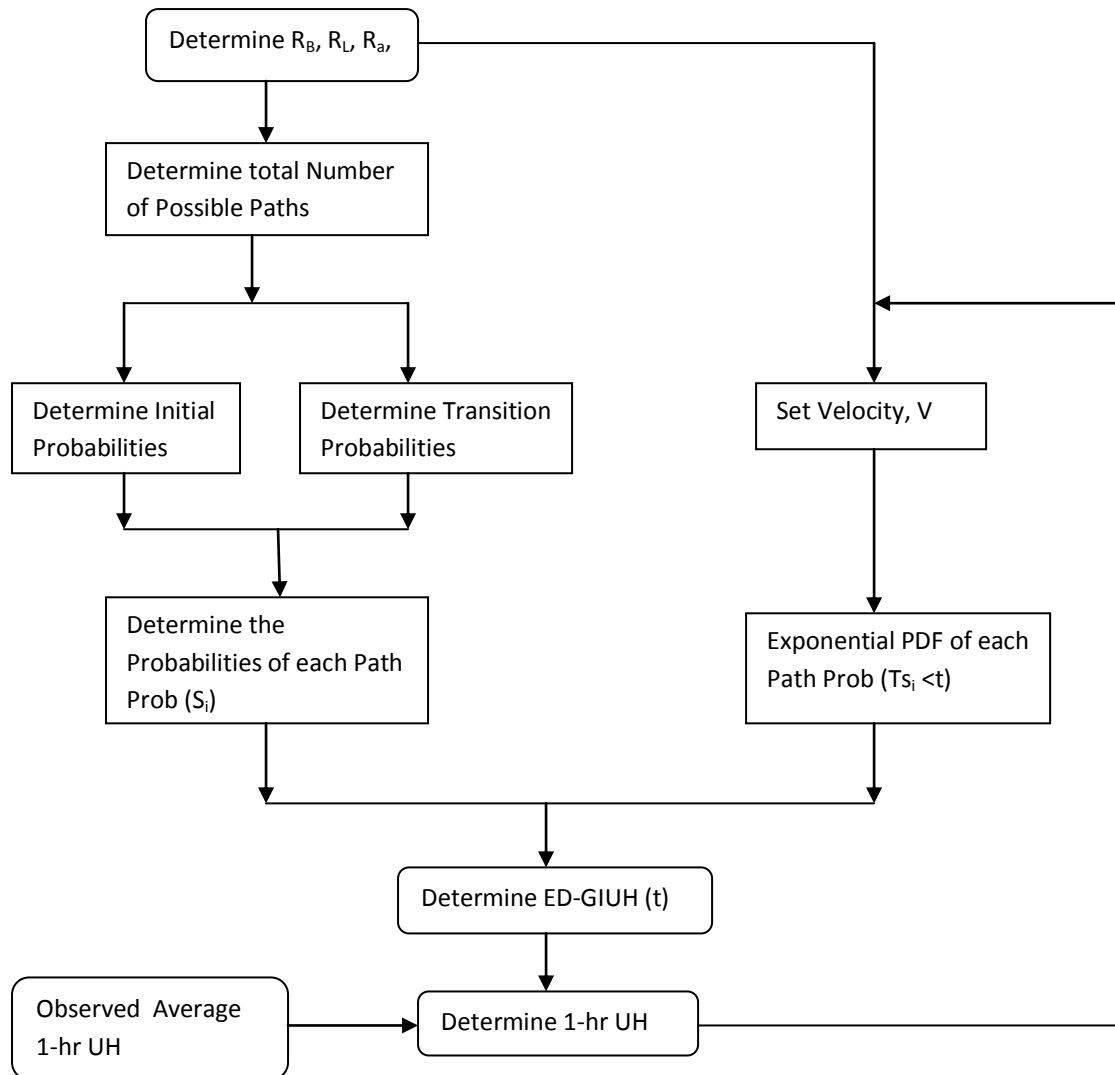 Determine R_B, R_L, R_a,
Determine total Number
of Possible Paths
Determine Initial
Probabilities
Determine Transition
Probabilities
Set Velocity, V
Determine the
Probabilities of each Path
Prob (S_i)
Exponential PDF of each
Path Prob (Ts_i <t)
Determine ED-GIUH (t)
Observed Average
1-hr UH
Determine 1-hr UH